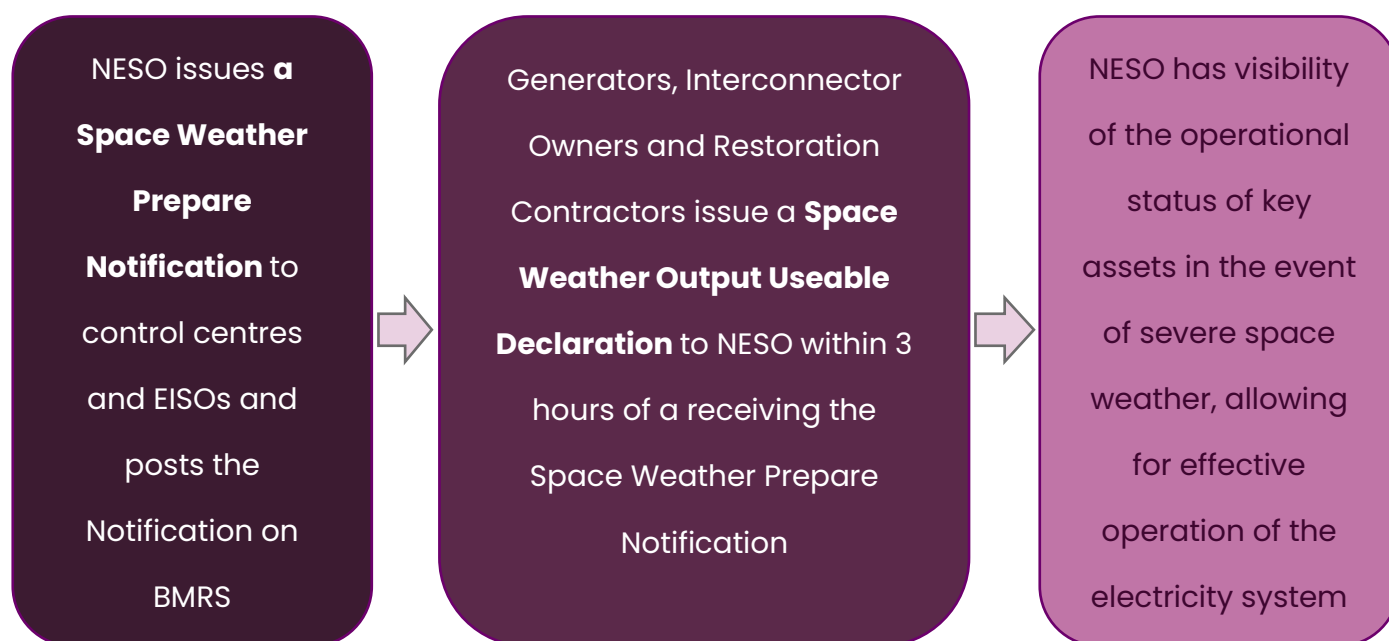 NESO issues a
Space Weather
Prepare
Notification to
control centres
and EISOs and
posts the
Notification on
BMRS
Generators, Interconnector
Owners and Restoration
Contractors issue a Space
Weather Output Useable
Declaration to NESO within 3
hours of a receiving the
Space Weather Prepare
Notification
NESO has visibility
of the operational
status of key
assets in the event
of severe space
weather, allowing
for effective
operation of the
electricity system